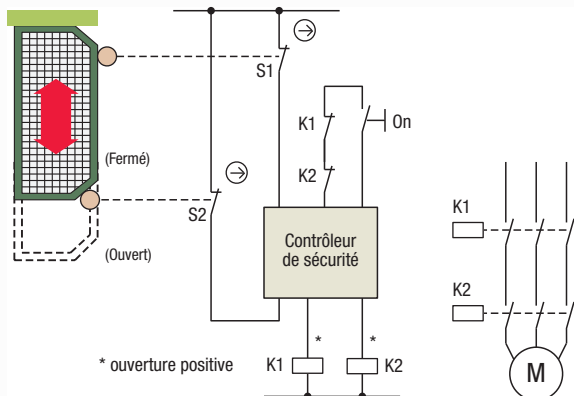 S1
K1
On
(Fermé)
K2
S2
Contrôleur
de sécurité
(Ouvert)
* ouverture positive
*
*
K1
K2
K1
K2
M